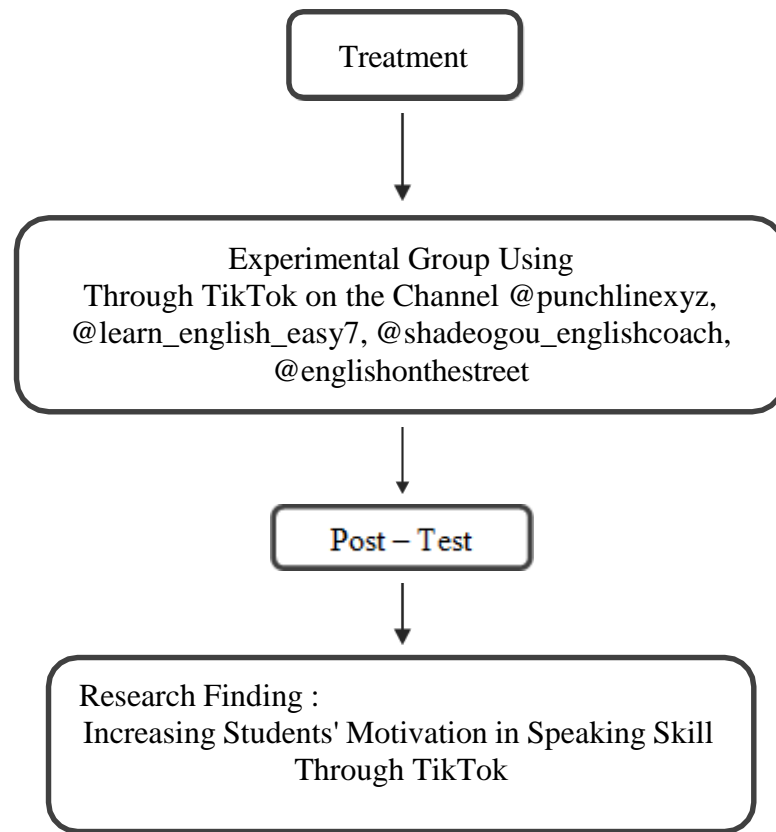 Treatment
Experimental Group Using
Through TikTok on the Channel @punchlinexyz,
@learn_english_easy7, @shadeogou_englishcoach,
@englishonthestreet
Post – Test
Research Finding :
Increasing Students' Motivation in Speaking Skill
Through TikTok